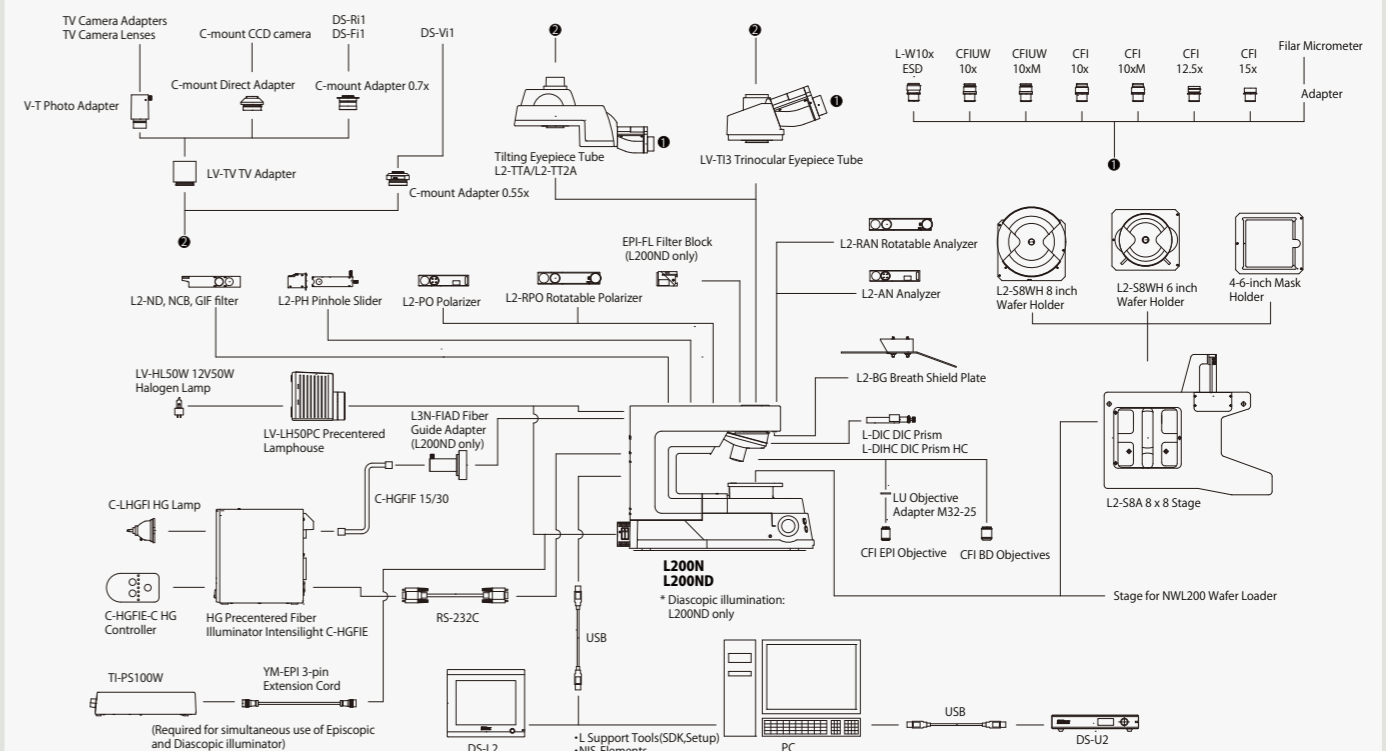 TV Camera Adapters
TV Camera Lenses
C-mount CCD camera
DS-Ri1
DS-Fi1
DS-Vi1
C-mount Direct Adapter
C-mount Adapter 0.7x
V-T Photo Adapter
LV-TV TV Adapter
C-mount Adapter 0.55x
❷
❷
❶
Tilting Eyepiece Tube
L2-TTA/L2-TT2A
❷
❶
LV-TI3 Trinocular Eyepiece Tube
L-W10x
ESD
CFIUW
10x
CFIUW
10xM
CFI
10x
CFI
10xM
CFI
12.5x
CFI
15x
Filar Micrometer
Adapter
❶
EPI-FL Filter Block
(L200ND only)
L2-RAN Rotatable Analyzer
L2-AN Analyzer
L2-S8WH 8 inch
Wafer Holder
L2-S8WH 6 inch
Wafer Holder
4-6-inch Mask
Holder
L2-ND, NCB, GIF filter
L2-PH Pinhole Slider
L2-PO Polarizer
L2-RPO Rotatable Polarizer
L2-BG Breath Shield Plate
LV-HL50W 12V50W
Halogen Lamp
LV-LH50PC Precentered
Lamphouse
L3N-FIAD Fiber
Guide Adapter
(L200ND only)
L-DIC DIC Prism
L-DIHC DIC Prism HC
C-HGFIF 15/30
LU Objective
Adapter M32-25
L2-S8A 8 x 8 Stage
C-LHGFI HG Lamp
CFI EPI Objective
CFI BD Objectives
L200N
L200ND
* Diascopic illumination:
L200ND only
Stage for NWL200 Wafer Loader
C-HGFIE-C HG
Controller
HG Precentered Fiber
Illuminator Intensilight C-HGFIE
RS-232C
USB
TI-PS100W
YM-EPI 3-pin
Extension Cord
(Required for simultaneous use of Episcopic
and Diascopic illuminator)
DS-L2
•L Support Tools(SDK,Setup)
•NIS-Elements
PC
USB
DS-U2